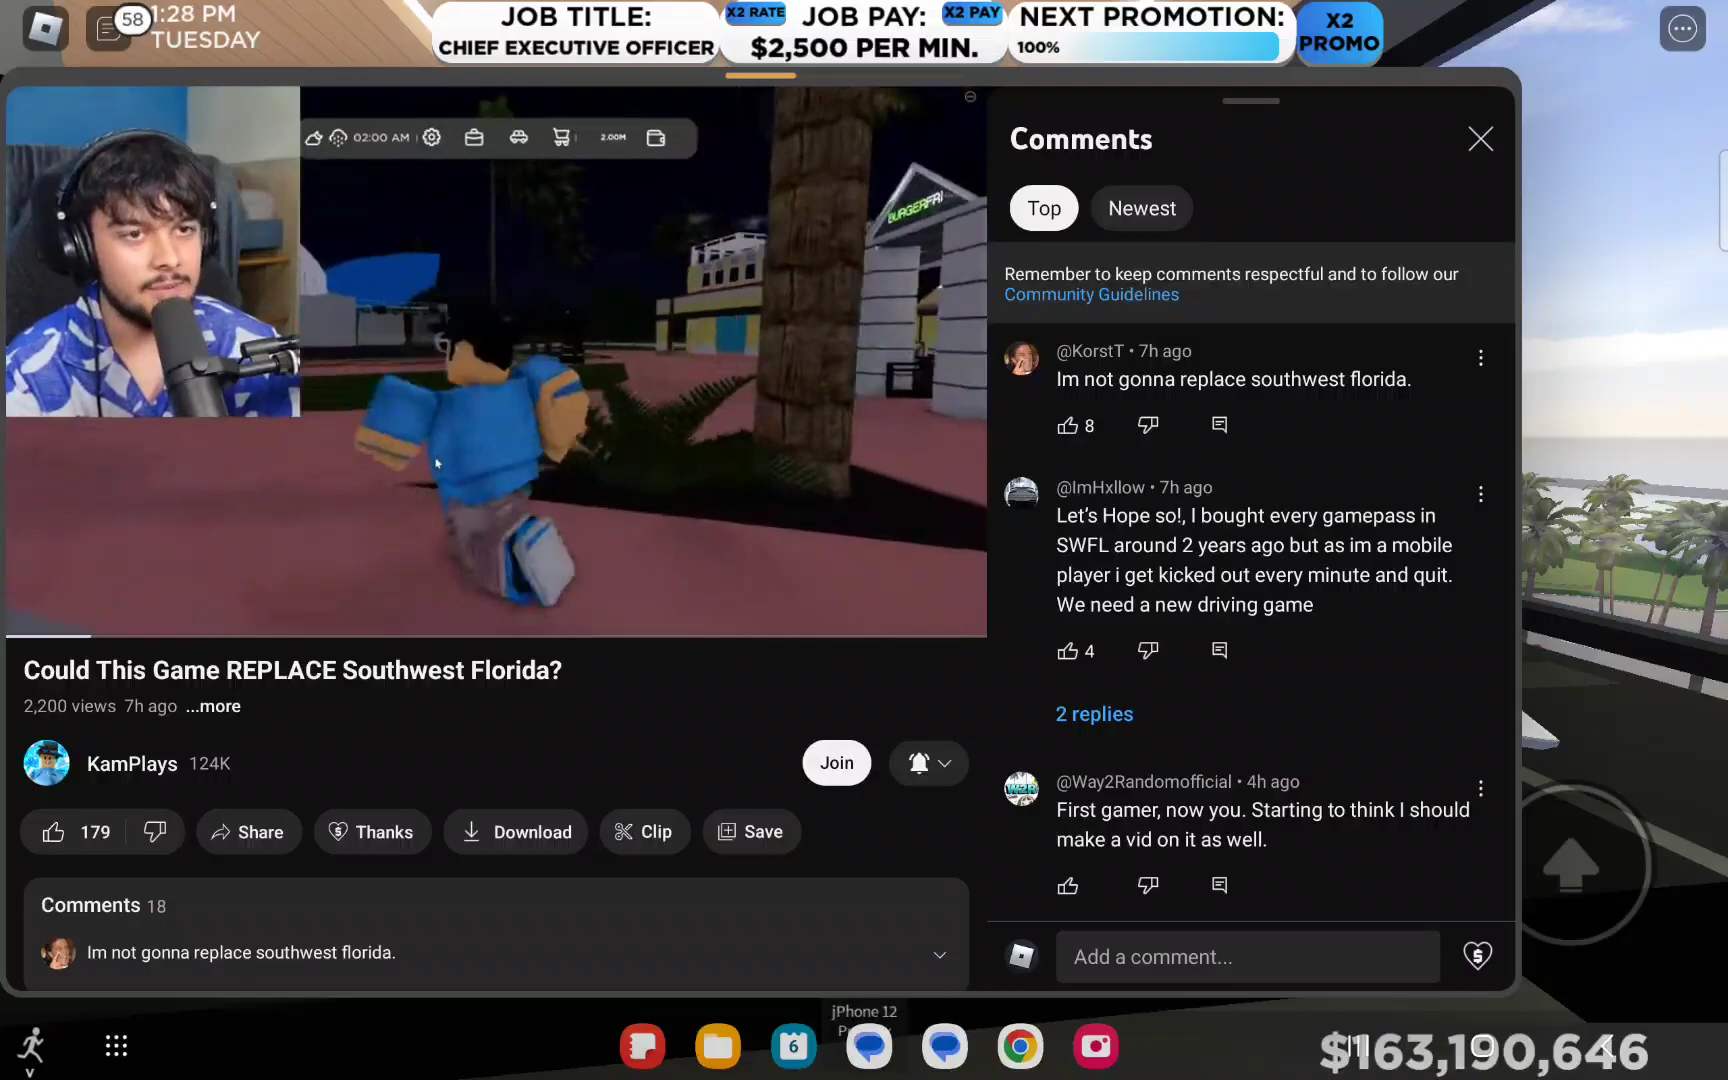 58
1:28 PM
TUESDAY
JOB TITLE:
CHIEF EXECUTIVE OFFICER
X2 RATE
JOB PAY:
X2 PAY
$2,500 PER MIN.
NEXT PROMOTION:
100%
X2
PROMO
02:00 AM
2.00M
BURGERFRI
Could This Game REPLACE Southwest Florida?
2,200 views 7h ago ...more
KamPlays 124K
Join
179
Share
Thanks
Download
Clip
Save
Comments 18
Im not gonna replace southwest florida.
Comments
Top
Newest
Remember to keep comments respectful and to follow our
Community Guidelines
@KorstT • 7h ago
Im not gonna replace southwest florida.
8
@ImHxllow • 7h ago
Let’s Hope so!, I bought every gamepass in
SWFL around 2 years ago but as im a mobile
player i get kicked out every minute and quit.
We need a new driving game
4
2 replies
W2R
@Way2Randomofficial • 4h ago
First gamer, now you. Starting to think I should
make a vid on it as well.
Add a comment...
jPhone 12
6
$163,190,646